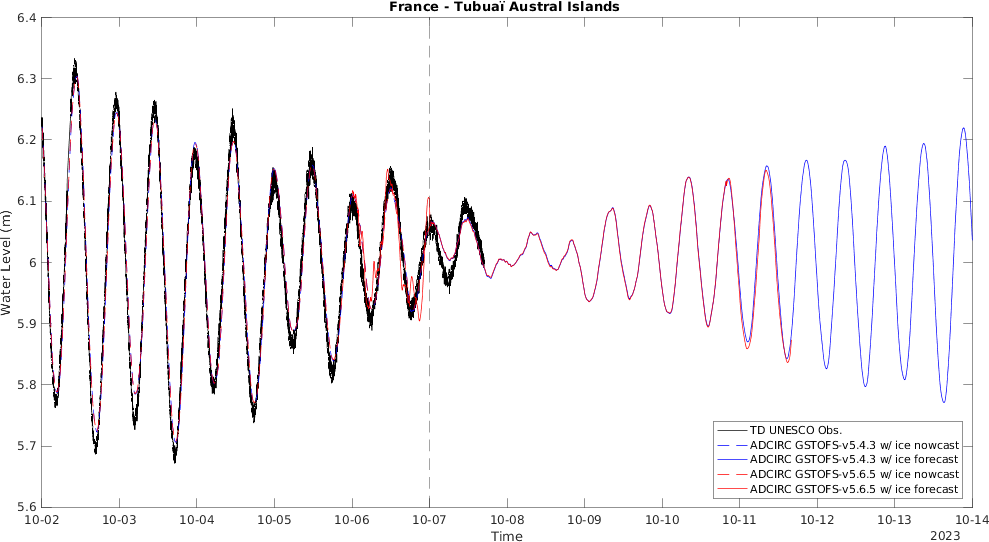 France - Tubuaï Austral Islands
6.4
6.3
6.2
6.1
6
5.9
5.8
5.7
5.6
Water Level (m)
TD UNESCO Obs.
ADCIRC GSTOFS-v5.4.3 w/ ice nowcast
ADCIRC GSTOFS-v5.4.3 w/ ice forecast
ADCIRC GSTOFS-v5.6.5 w/ ice nowcast
ADCIRC GSTOFS-v5.6.5 w/ ice forecast
10-02 10-03 10-04 10-05 10-06 10-07 10-08 10-09 10-10 10-11 10-12 10-13 10-14
Time
2023